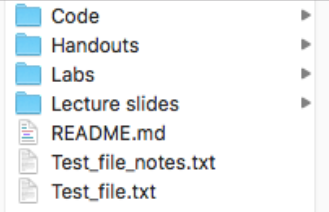 Code
Handouts
Labs
Lecture slides
README.md
Test_file_notes.txt
Test_file.txt